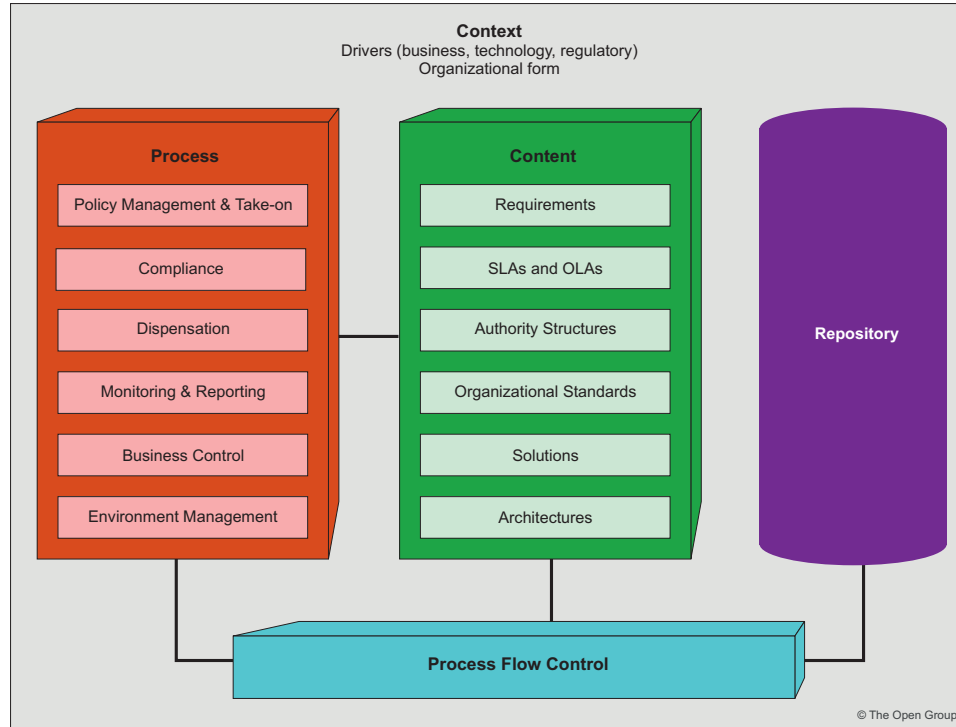 Context
Drivers (business, technology, regulatory)
Organizational form
Process
Policy Management & Take-on
Compliance
Dispensation
Monitoring & Reporting
Business Control
Environment Management
Content
Requirements
SLAs and OLAs
Authority Structures
Organizational Standards
Solutions
Architectures
Repository
Process Flow Control
© The Open Group